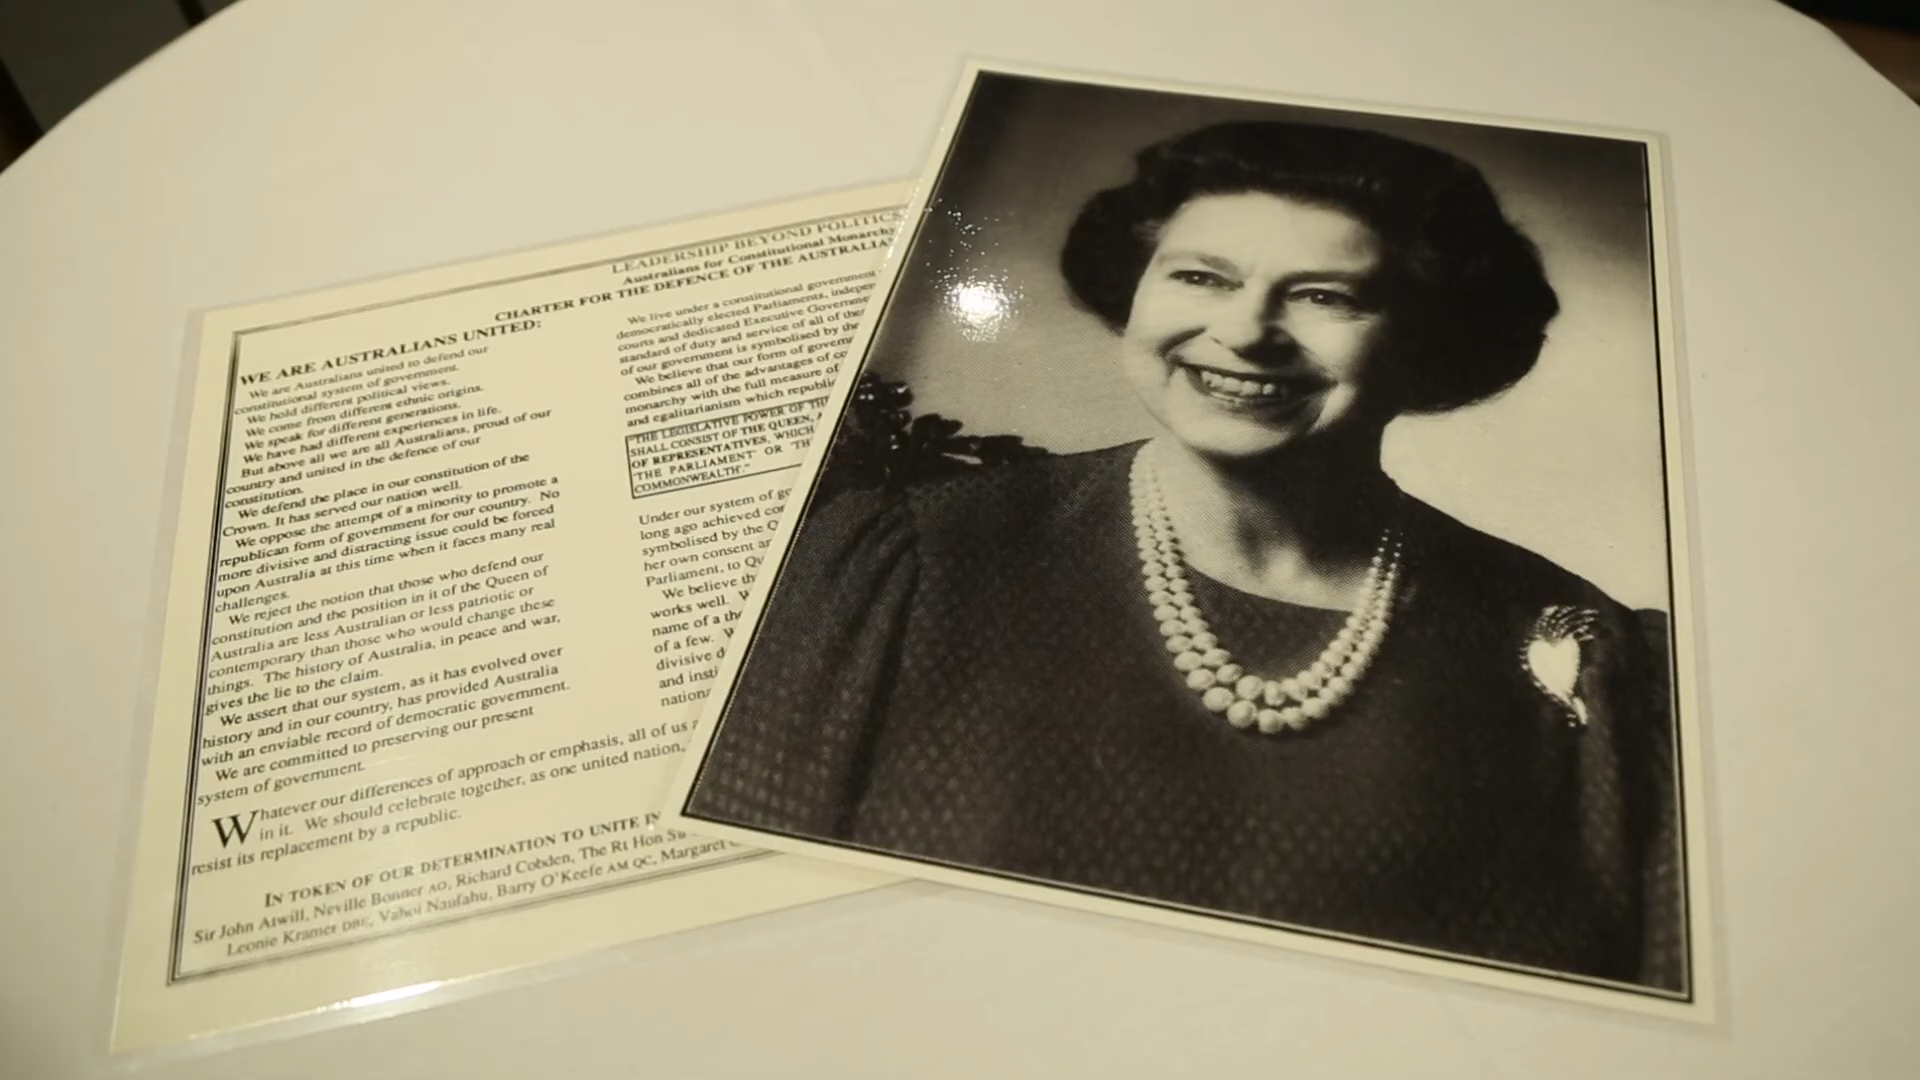 LEADERSHIP BEYOND POLITICS
Australians for Constitutional Monarchy
CHARTER FOR THE DEFENCE OF THE AUSTRALIA
WE ARE AUSTRALIANS UNITED:
We are Australians united to defend our
constitutional system of government.
We hold different political views.
We come from different ethnic origins.
We speak for different generations.
We have had different experiences in life.
But above all we are all Australians, proud of our
country and united in the defence of our
constitution.
We defend the place in our constitution of the
Crown. It has served our nation well.
We oppose the attempt of a minority to promote a
republican form of government for our country. No
more divisive and distracting issue could be forced
upon Australia at this time when it faces many real
challenges.
We reject the notion that those who defend our
constitution and the position in it of the Queen of
Australia are less Australian or less patriotic or
contemporary than those who would change these
things. The history of Australia, in peace and war,
gives the lie to the claim.
We assert that our system, as it has evolved over
history and in our country, has provided Australia
with an enviable record of democratic government.
We are committed to preserving our present
system of government.
We live under a constitutional government
democratically elected Parliaments,
courts and dedicated Executive
standard of duty and service of all of
of our government is symbolised by the
We believe that our form of
combines all of the advantages of
monarchy with the full measure of
and egalitarianism which
"THE LEGISLATIVE POWER OF
SHALL CONSIST OF THE QUEEN,
OF REPRESENTATIVES, WHICH
'THE PARLIAMENT' OR
COMMONWEALTH'."
Under our system of
long ago achieved
symbolised by the
her own consent
Parliament, to
We believe
works well.
name of a
of a few.
divisive
and
Whatever our differences of approach or emphasis, all of us
in it. We should celebrate together, as one united nation,
resist its replacement by a republic.
IN TOKEN OF OUR DETERMINATION TO UNITE IN
Sir John Atwill, Neville Bonner AO, Richard Cobden, The Rt Hon
Leonie Kramer DBE, Vahoi Naufahu, Barry O'Keefe AM QC, Margaret